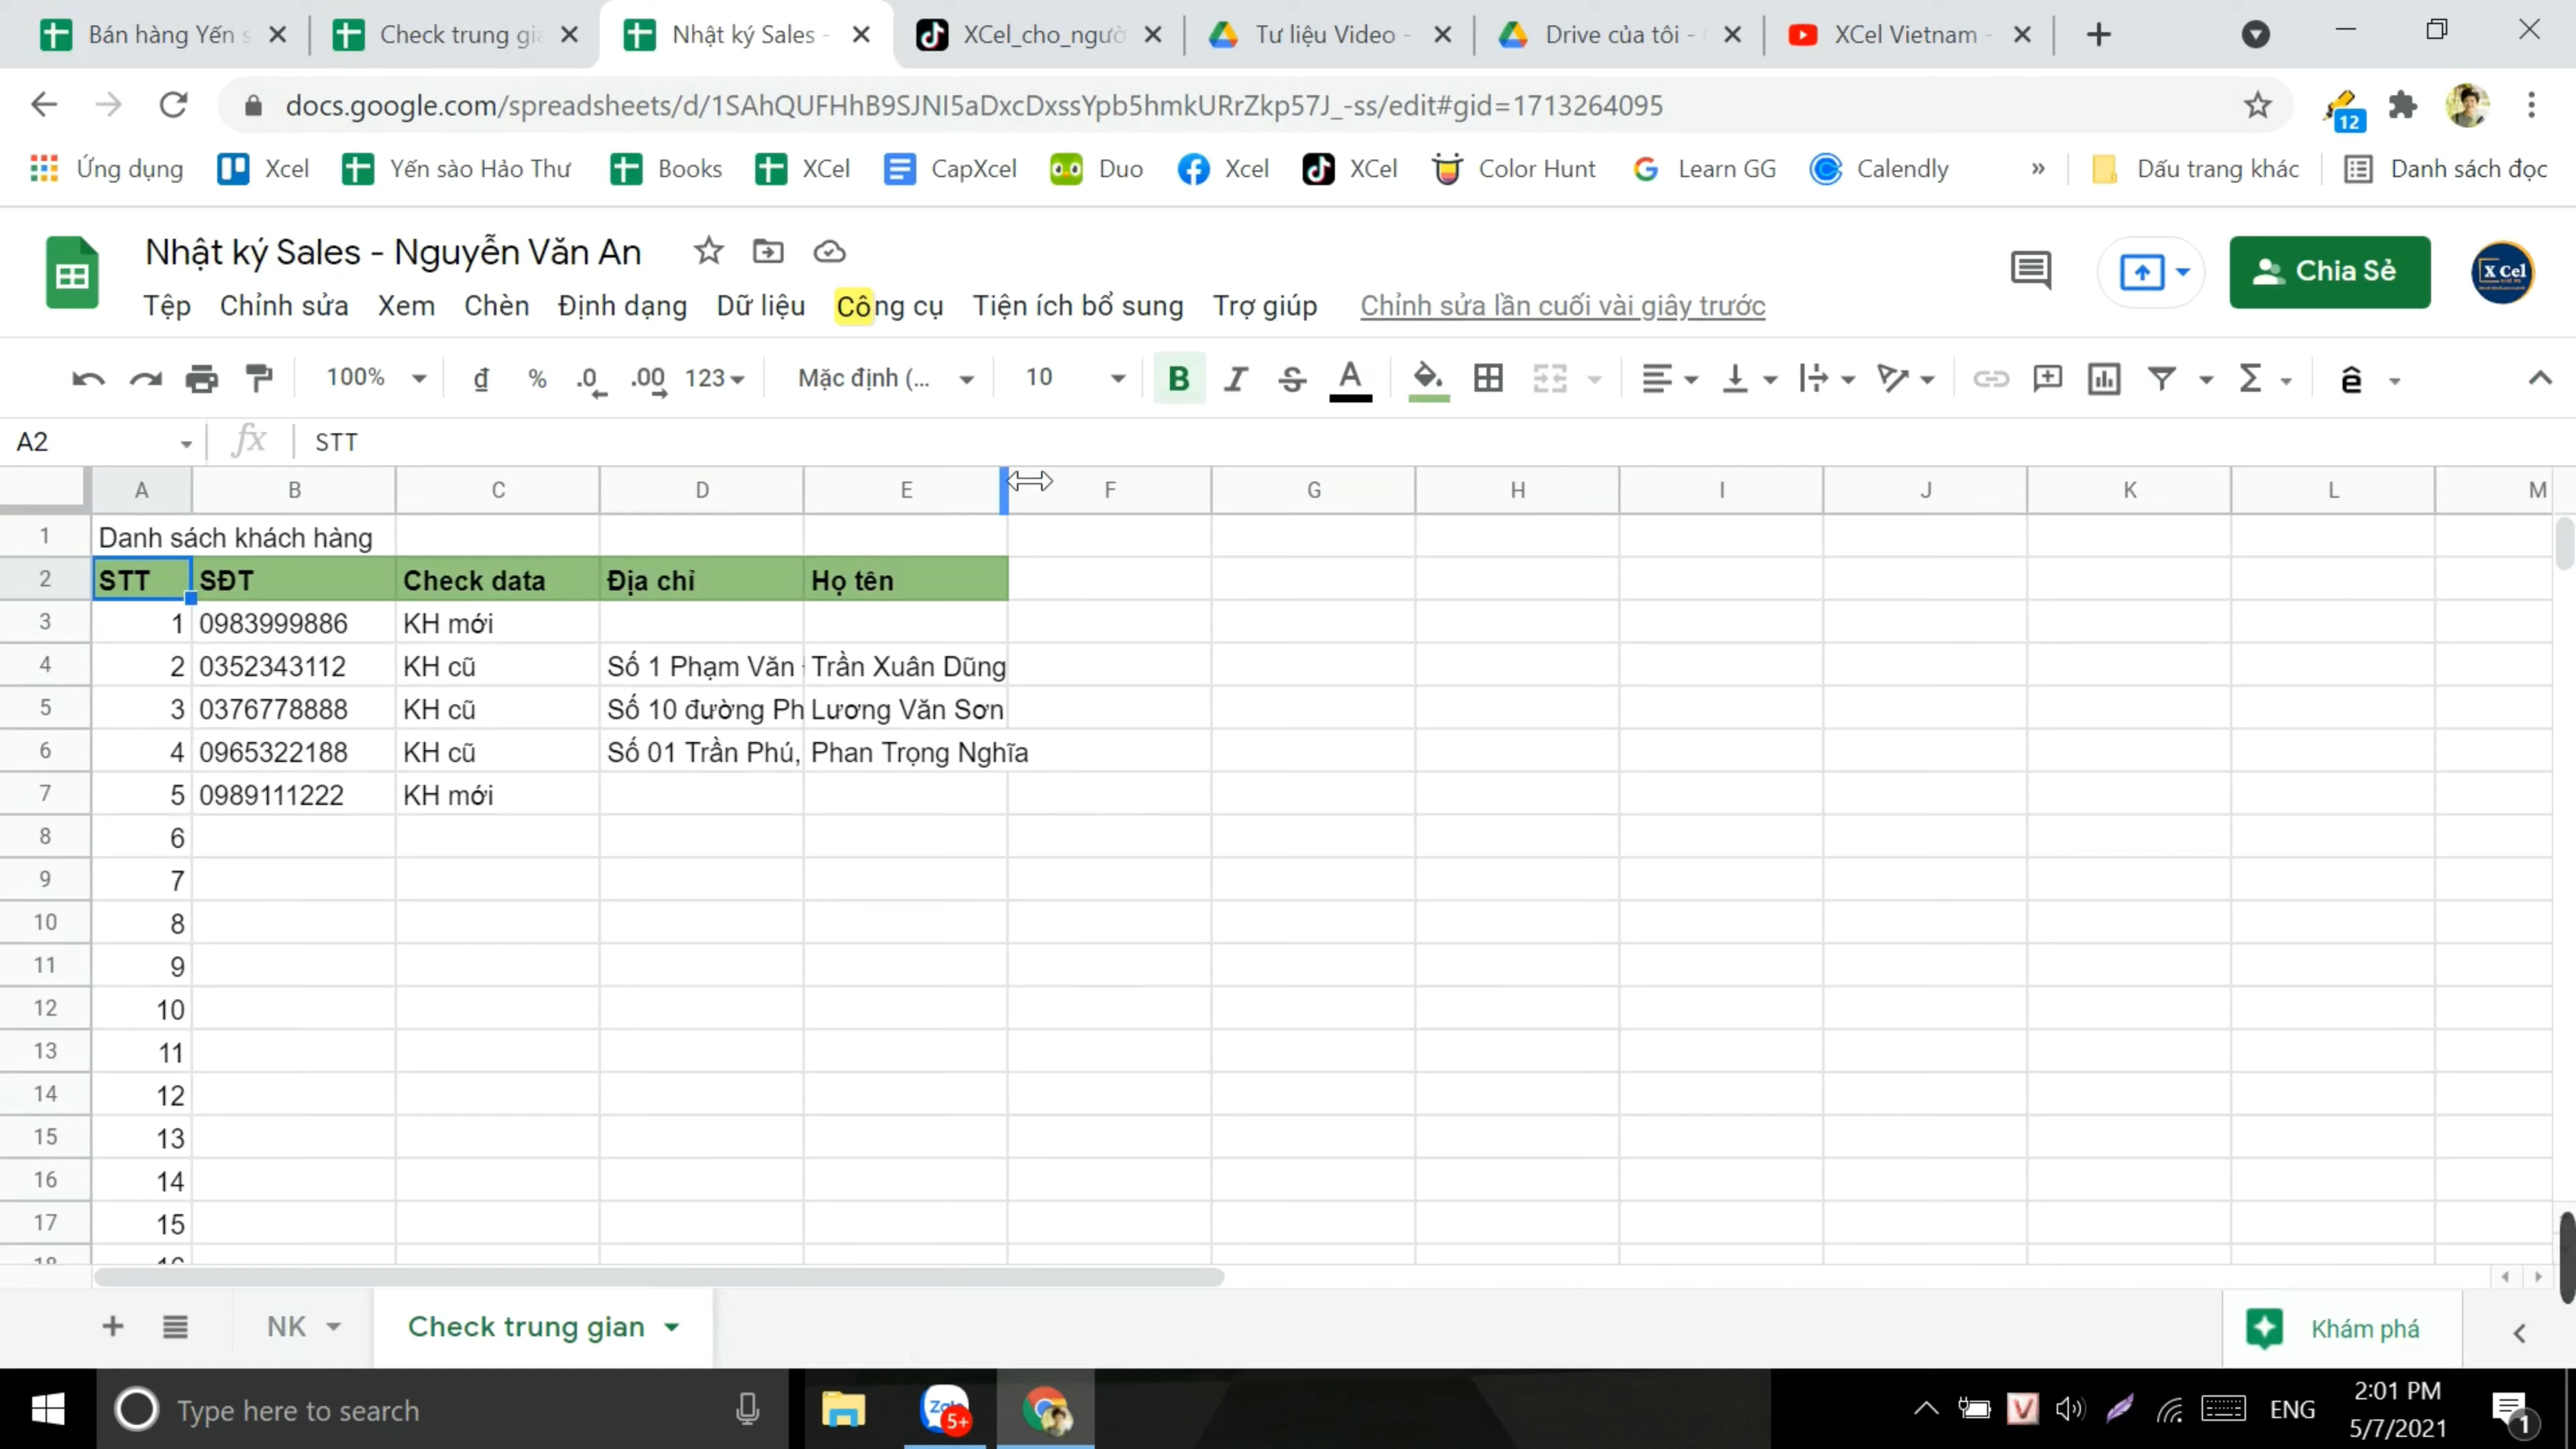 Bán hàng Yến s
Check trung gia
Nhật ký Sales -
XCel_cho_ngườ
Tư liệu Video -
Drive của tôi -
XCel Vietnam -
docs.google.com/spreadsheets/d/1SAhQUFHhB9SJNI5aDxcDxssYpb5hmkURrZkp57J_-ss/edit#gid=1713264095
12
Ứng dụng Xcel Yến sào Hảo Thư Books XCel CapXcel Duo Xcel XCel Color Hunt Learn GG Calendly » Dấu trang khác Danh sách đọc
Nhật ký Sales - Nguyễn Văn An
Chia Sẻ
X Cel
Tệp Chỉnh sửa Xem Chèn Định dạng Dữ liệu Công cụ Tiện ích bổ sung Trợ giúp Chỉnh sửa lần cuối vài giây trước
100% đ % .0 .00 123 Mặc định (... 10 B I S A Σ ê
A2 fx STT
A B C D E F G H I J K L M
1 Danh sách khách hàng
2 STT SĐT Check data Địa chỉ Họ tên
3 1 0983999886 KH mới
4 2 0352343112 KH cũ Số 1 Phạm Văn Trần Xuân Dũng
5 3 0376778888 KH cũ Số 10 đường Ph Lương Văn Sơn
6 4 0965322188 KH cũ Số 01 Trần Phú, Phan Trọng Nghĩa
7 5 0989111222 KH mới
8 6
9 7
10 8
11 9
12 10
13 11
14 12
15 13
16 14
17 15
18 16
NK Check trung gian Khám phá
Type here to search
Zalo 5+
V
ENG
2:01 PM
5/7/2021
1